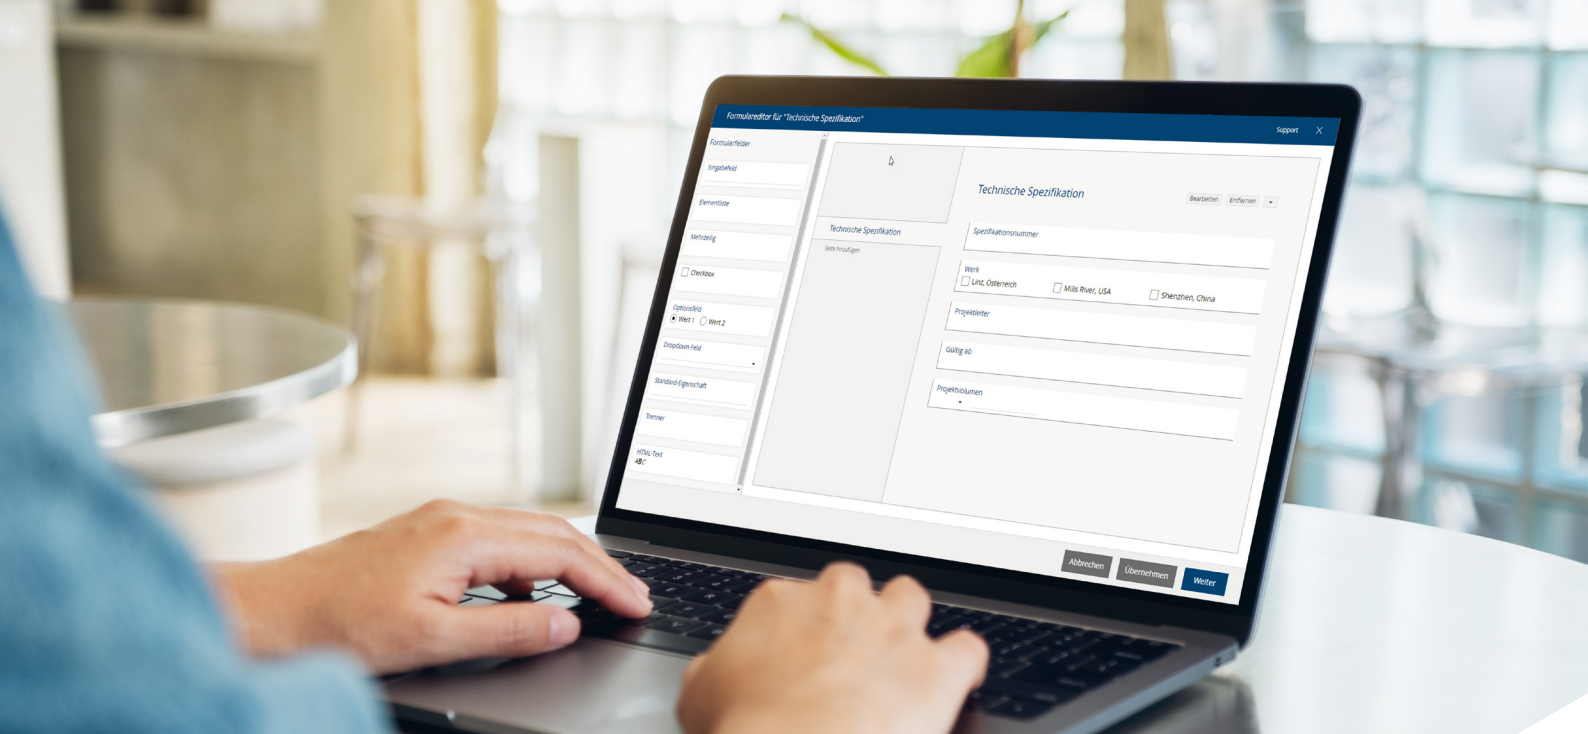 Formulareditor für "Technische Spezifikation"
Support
Formularfelder
Eingabefeld
Elementliste
Mehrzeilig
Checkbox
Optionsfeld
Wert 1 Wert 2
Dropdown-Feld
Standard-Eigenschaft
Trenner
HTML-Text
ABC
Technische Spezifikation
Seite hinzufügen
Technische Spezifikation
Bearbeiten Entfernen
Spezifikationsnummer
Werk
Linz, Österreich Mills River, USA Shenzhen, China
Projektleiter
Gültig ab
Projektvolumen
Abbrechen Übernehmen Weiter